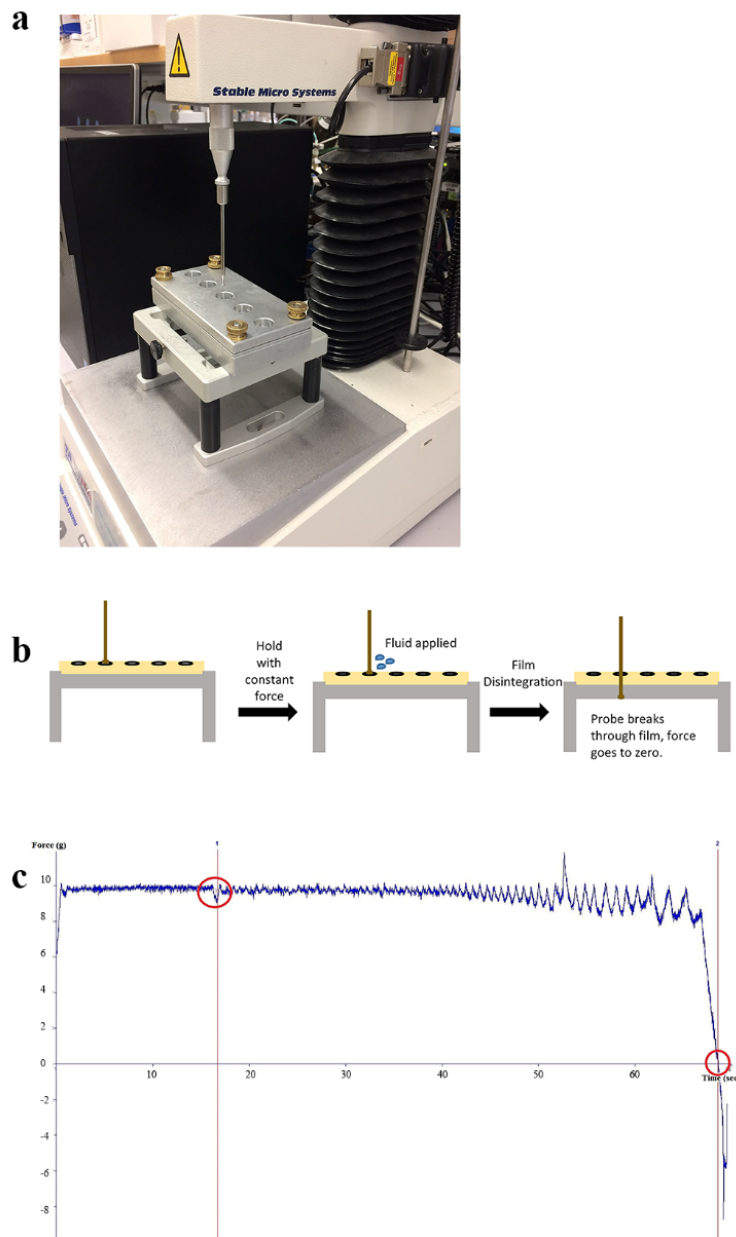 a
Stable Micro Systems
b
Hold
with
constant
force
Fluid applied
Film
Disintegration
Probe breaks
through film, force
goes to zero.
c
Force (g)
1
2
10
8
6
4
2
0
-2
-4
-6
-8
10
20
30
40
50
60
Time (sec